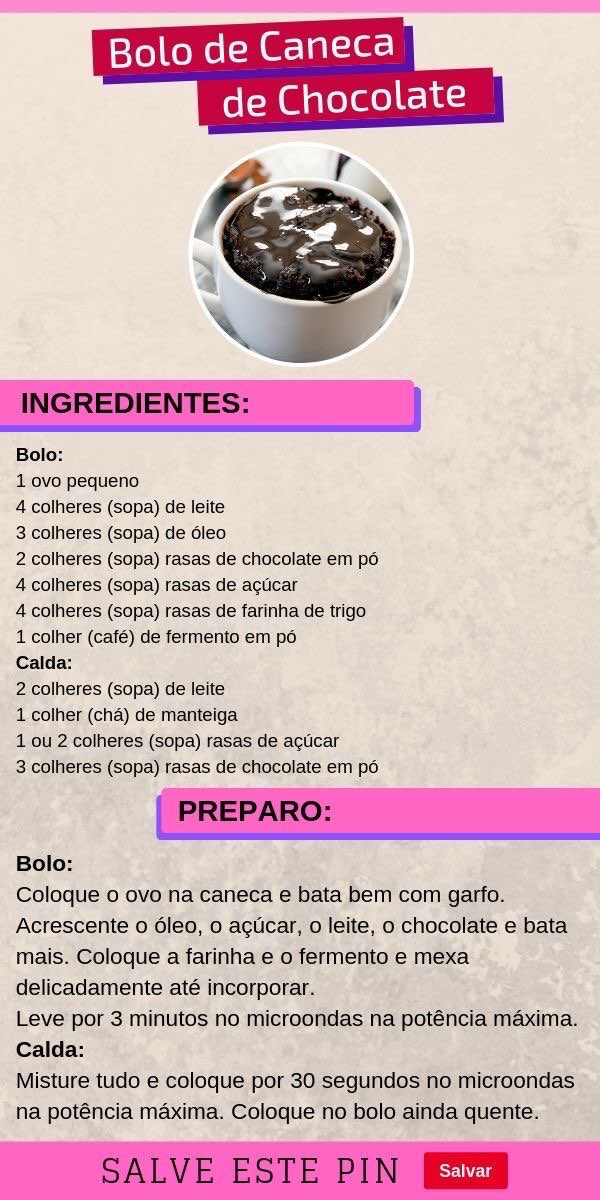 Bolo de Caneca
de Chocolate
INGREDIENTES:
Bolo:
1 ovo pequeno
4 colheres (sopa) de leite
3 colheres (sopa) de óleo
2 colheres (sopa) rasas de chocolate em pó
4 colheres (sopa) rasas de açúcar
4 colheres (sopa) rasas de farinha de trigo
1 colher (café) de fermento em pó
Calda:
2 colheres (sopa) de leite
1 colher (chá) de manteiga
1 ou 2 colheres (sopa) rasas de açúcar
3 colheres (sopa) rasas de chocolate em pó
PREPARO:
Bolo:
Coloque o ovo na caneca e bata bem com garfo.
Acrescente o óleo, o açúcar, o leite, o chocolate e bata
mais. Coloque a farinha e o fermento e mexa
delicadamente até incorporar.
Leve por 3 minutos no microondas na potência máxima.
Calda:
Misture tudo e coloque por 30 segundos no microondas
na potência máxima. Coloque no bolo ainda quente.
SALVE ESTE PIN Salvar